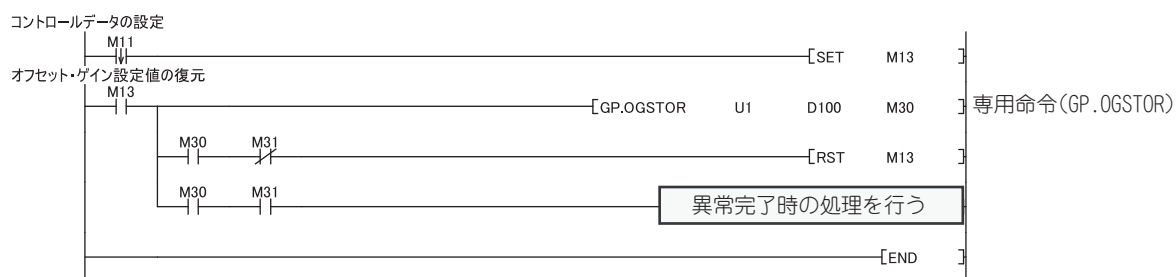 コントロールデータの設定
M11
SET M13
オフセット・ゲイン設定値の復元
M13
GP.OGSTOR U1 D100 M30 専用命令(GP.OGSTOR)
M30 M31
RST M13
M30 M31
異常完了時の処理を行う
END